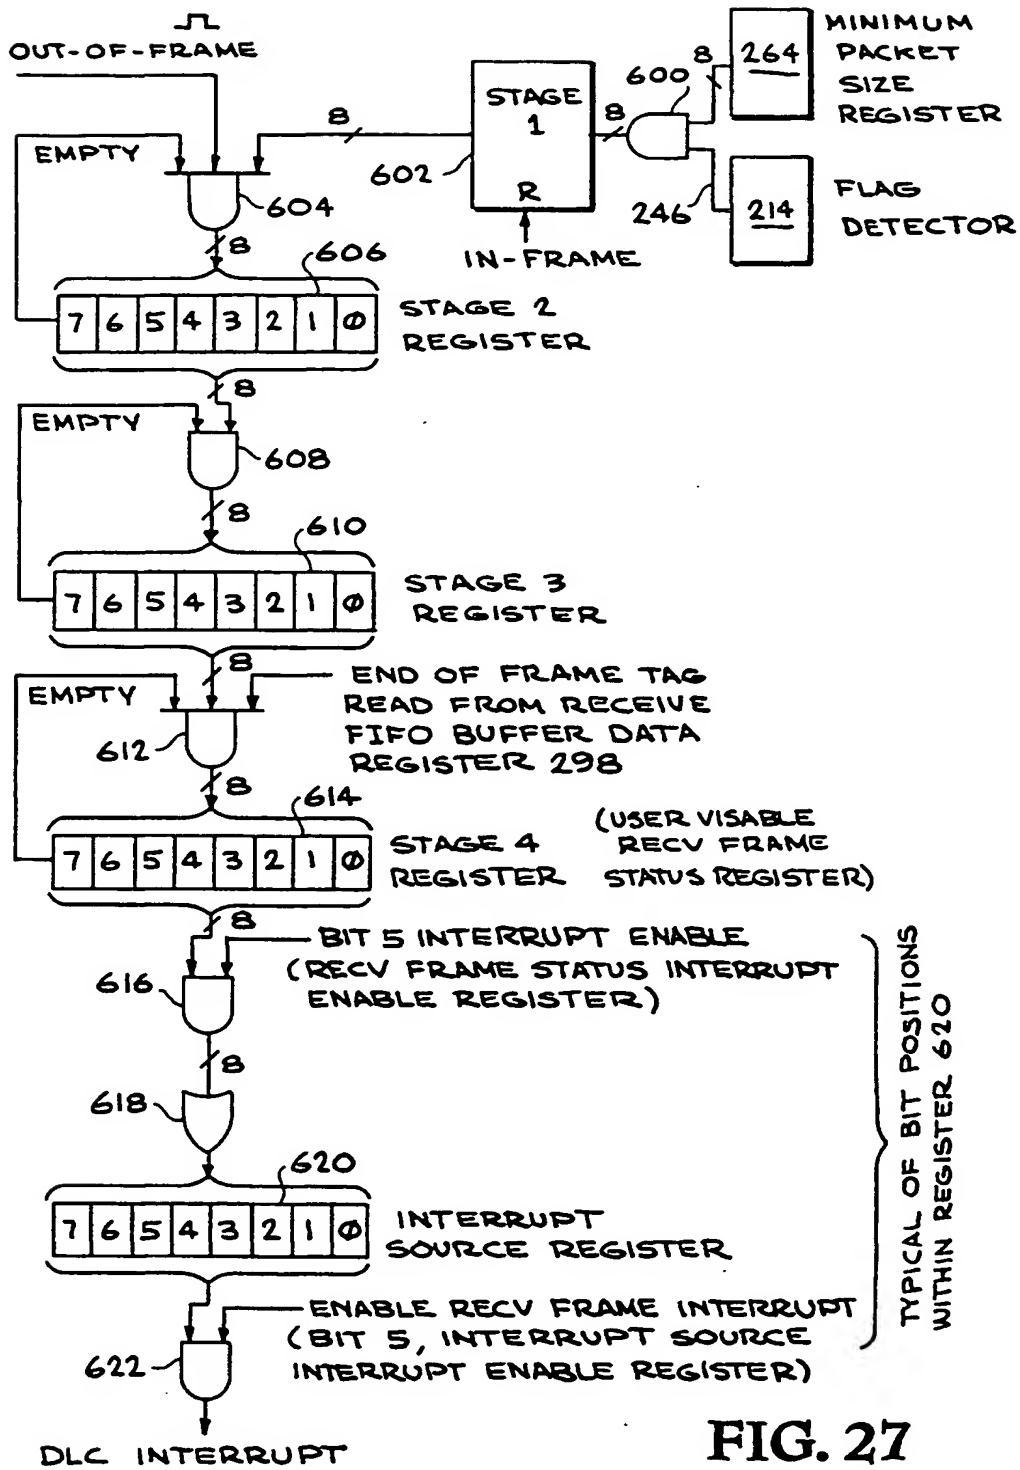 OUT-OF-FRAME
MINIMUM
PACKET
SIZE
REGISTER
264
8
600
STAGE
1
R
8
8
602
IN-FRAME
246
214
FLAG
DETECTOR
EMPTY
604
8
606
7 6 5 4 3 2 1 0
STAGE 2
REGISTER
8
EMPTY
608
8
610
7 6 5 4 3 2 1 0
STAGE 3
REGISTER
8
EMPTY
END OF FRAME TAG
READ FROM RECEIVE
FIFO BUFFER DATA
REGISTER 298
612
8
614
7 6 5 4 3 2 1 0
STAGE 4
REGISTER
(USER VISABLE
RECV FRAME
STATUS REGISTER)
8
BIT 5 INTERRUPT ENABLE
(RECV FRAME STATUS INTERRUPT
ENABLE REGISTER)
616
8
618
620
7 6 5 4 3 2 1 0
INTERRUPT
SOURCE REGISTER
ENABLE RECV FRAME INTERRUPT
(BIT 5, INTERRUPT SOURCE
INTERRUPT ENABLE REGISTER)
622
DLC INTERRUPT
TYPICAL OF BIT POSITIONS
WITHIN REGISTER 620
FIG. 27